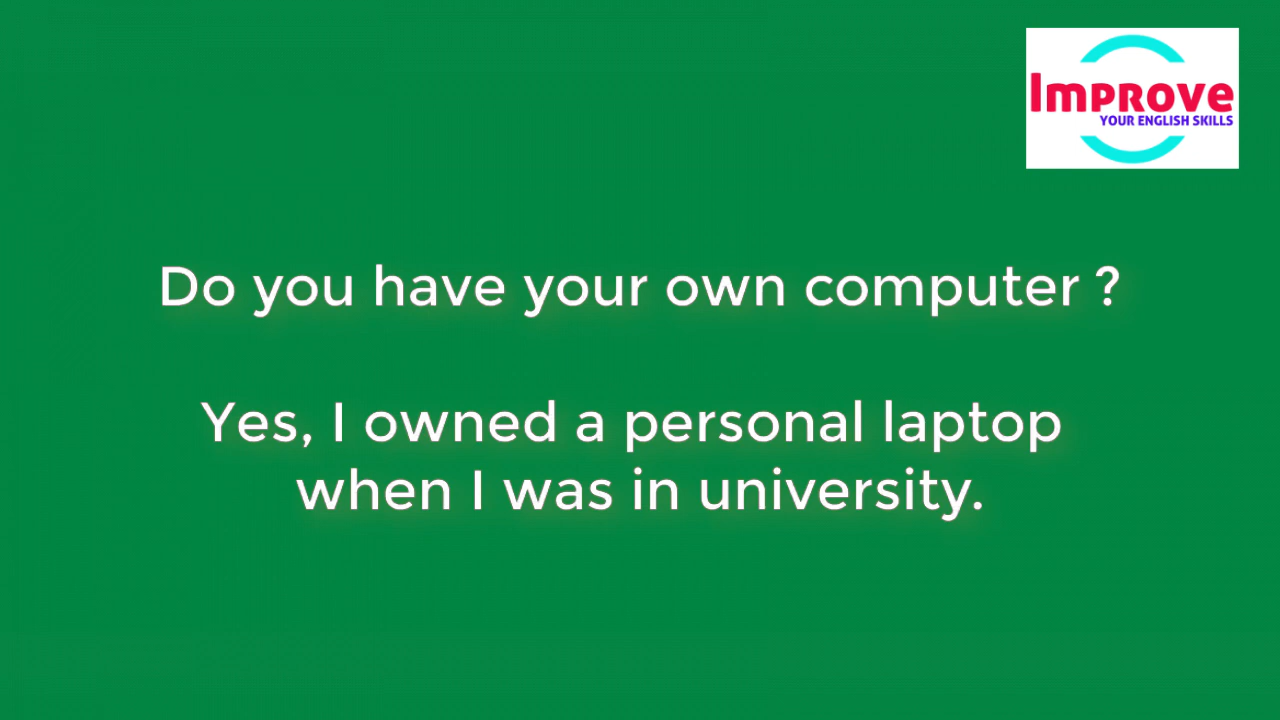 Improve
YOUR ENGLISH SKILLS
Do you have your own computer ?
Yes, I owned a personal laptop
when I was in university.